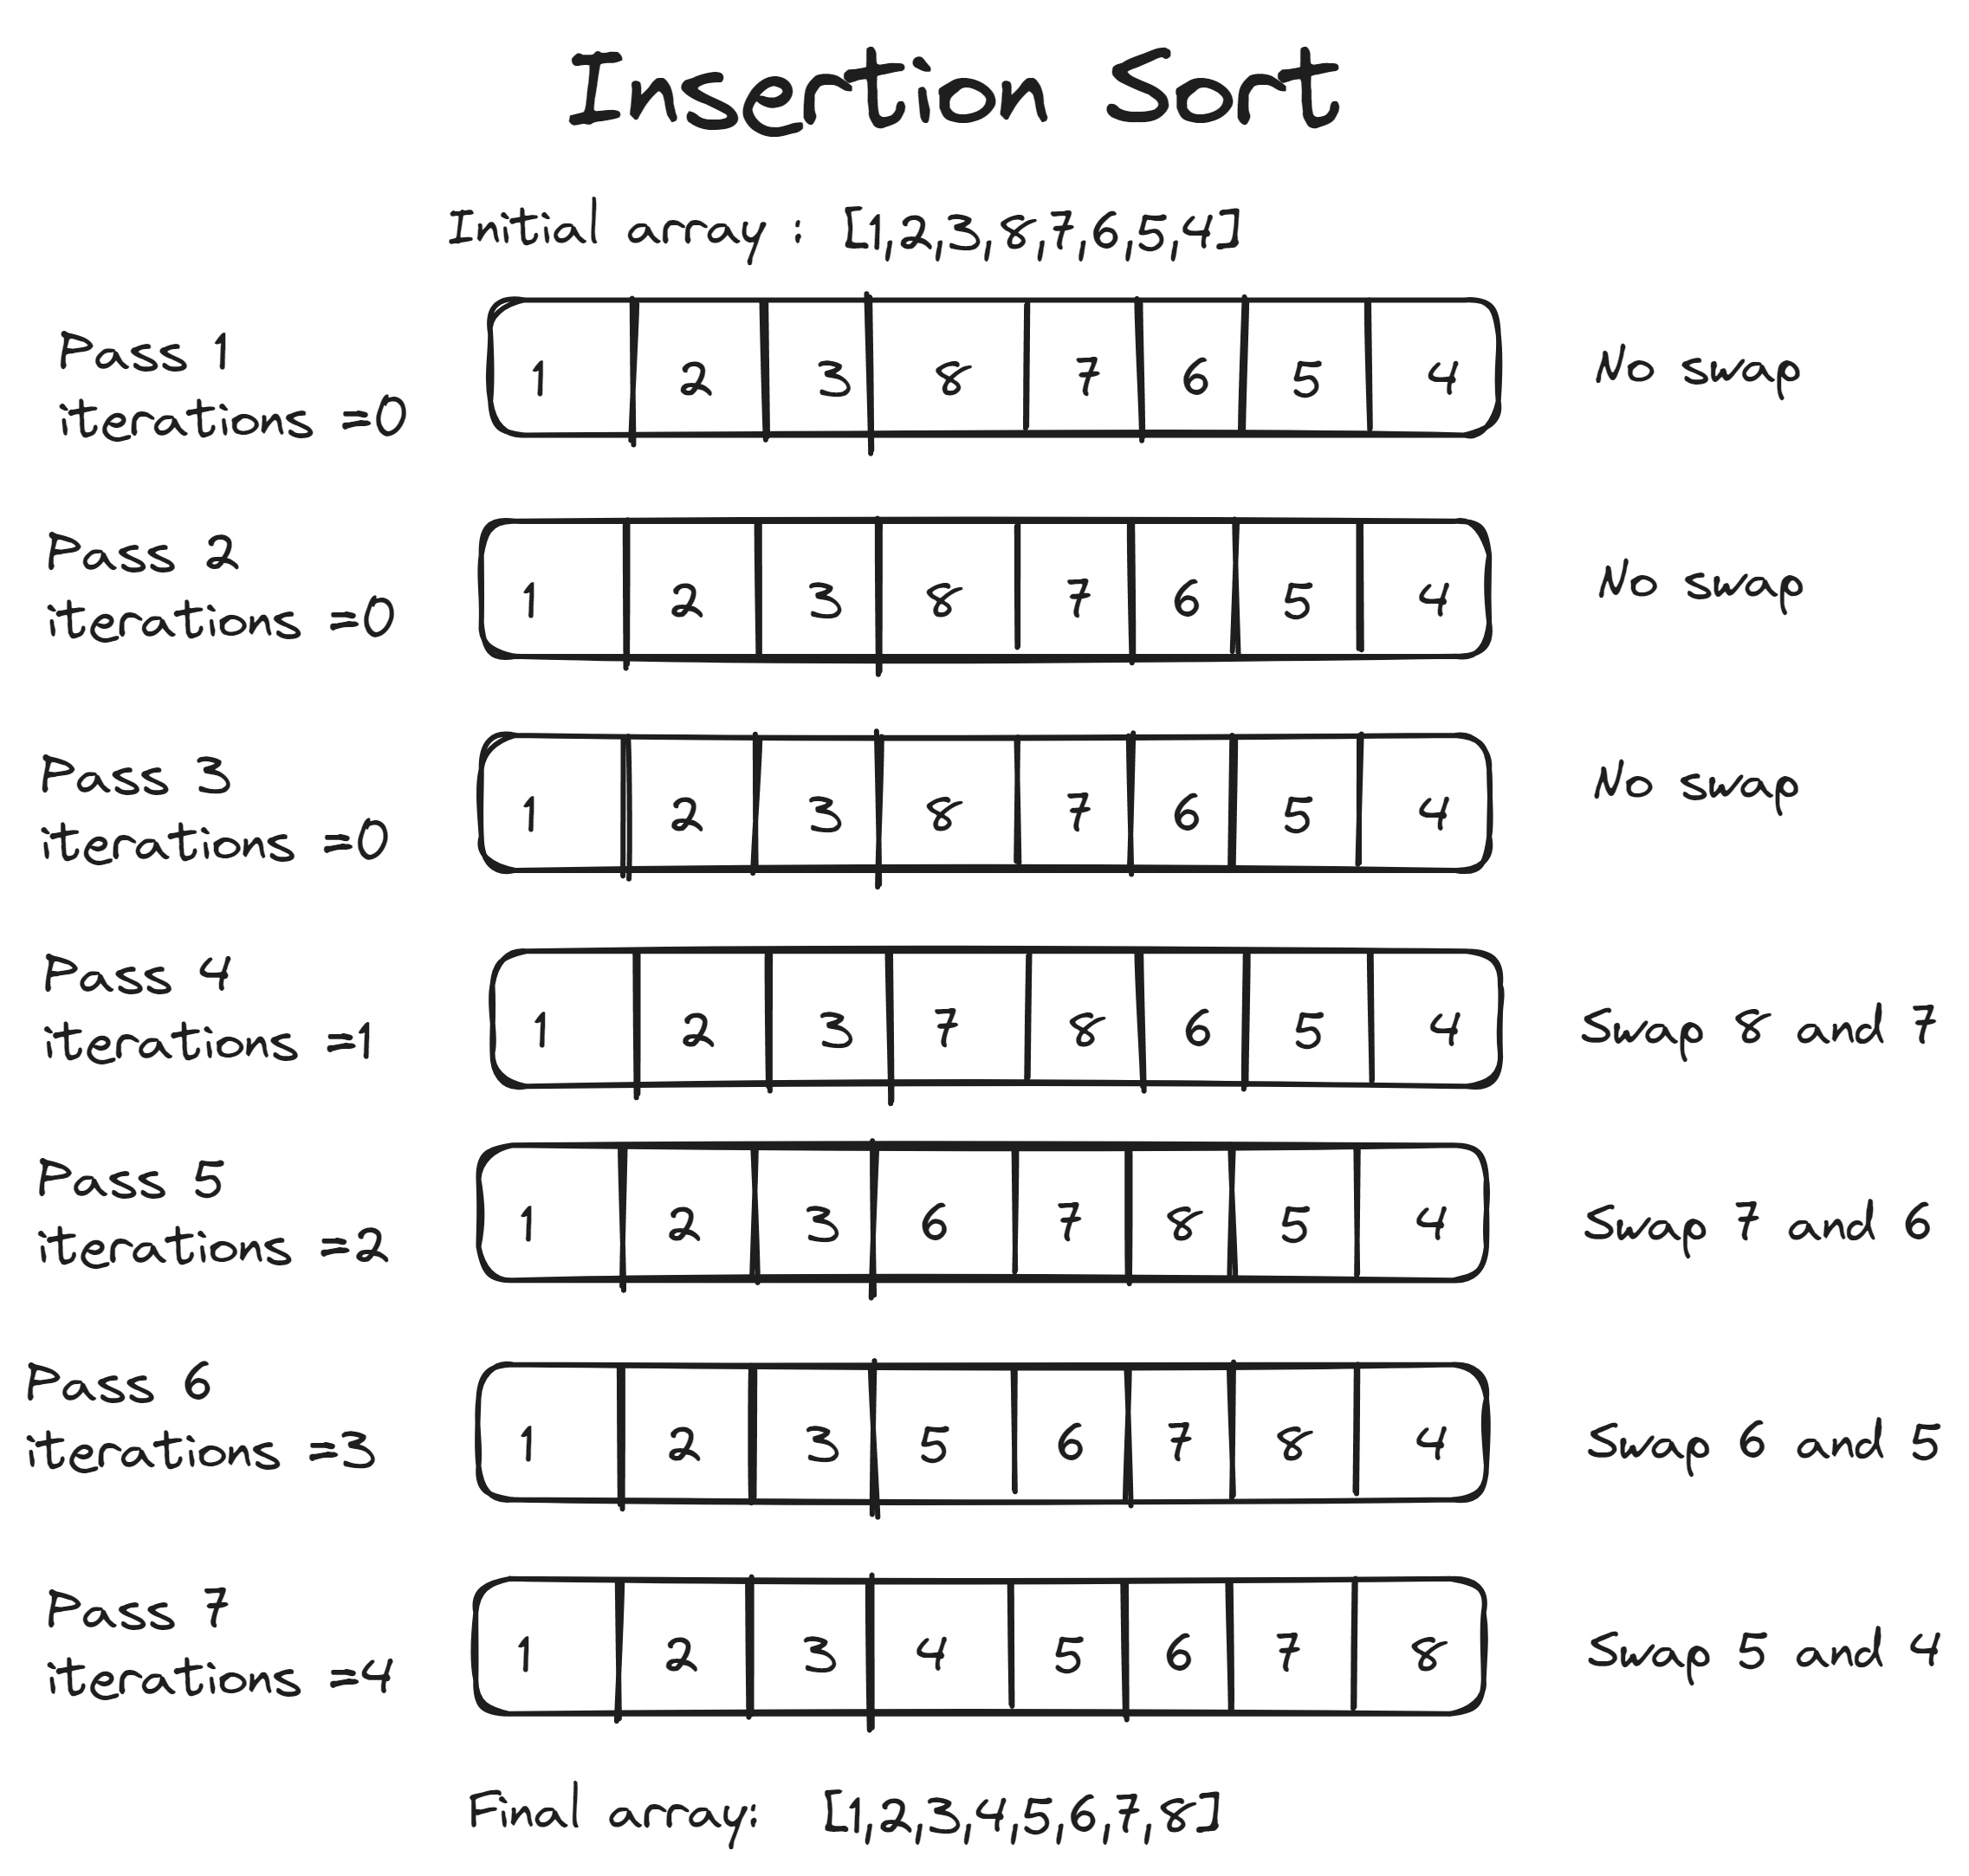 Insertion Sort
Initial array : [1,2,3,8,7,6,5,4]
Pass 1
iterations =0
1 2 3 8 7 6 5 4
No swap
Pass 2
iterations =0
1 2 3 8 7 6 5 4
No swap
Pass 3
iterations =0
1 2 3 8 7 6 5 4
No swap
Pass 4
iterations =1
1 2 3 7 8 6 5 4
Swap 8 and 7
Pass 5
iterations =2
1 2 3 6 7 8 5 4
Swap 7 and 6
Pass 6
iterations =3
1 2 3 5 6 7 8 4
Swap 6 and 5
Pass 7
iterations =4
1 2 3 4 5 6 7 8
Swap 5 and 4
Final array: [1,2,3,4,5,6,7,8]